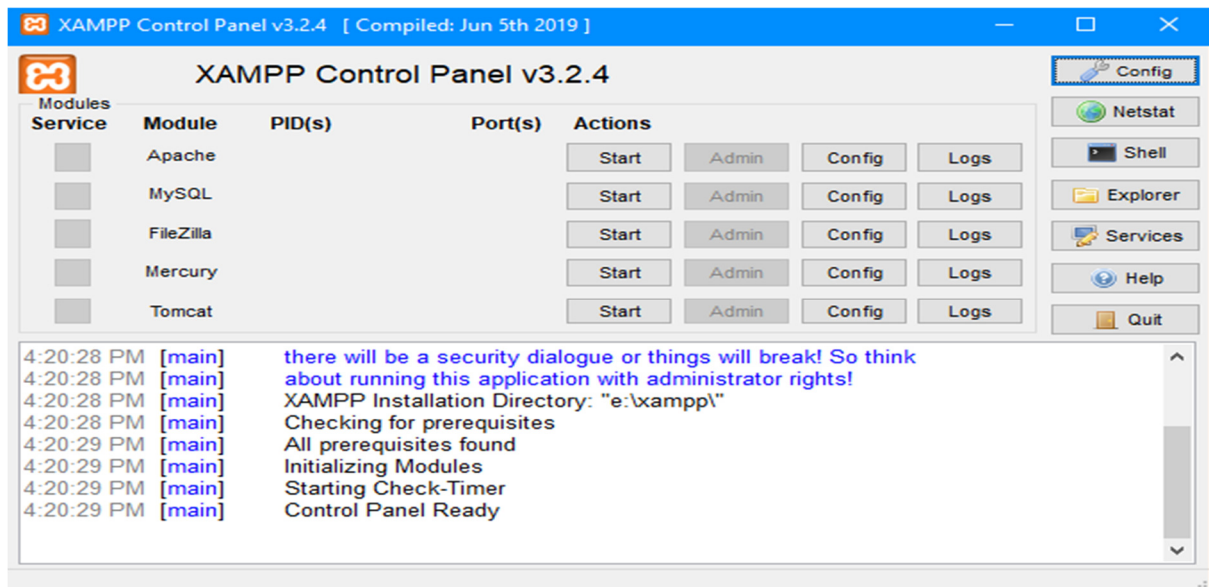 XAMPP Control Panel v3.2.4 [ Compiled: Jun 5th 2019 ]
XAMPP Control Panel v3.2.4
Config
Modules
Service Module PID(s) Port(s) Actions
Netstat
Apache Start Admin Config Logs
Shell
MySQL Start Admin Config Logs
Explorer
FileZilla Start Admin Config Logs
Services
Mercury Start Admin Config Logs
Help
Tomcat Start Admin Config Logs
Quit
4:20:28 PM [main] there will be a security dialogue or things will break! So think
4:20:28 PM [main] about running this application with administrator rights!
4:20:28 PM [main] XAMPP Installation Directory: "e:\xampp\"
4:20:28 PM [main] Checking for prerequisites
4:20:29 PM [main] All prerequisites found
4:20:29 PM [main] Initializing Modules
4:20:29 PM [main] Starting Check-Timer
4:20:29 PM [main] Control Panel Ready